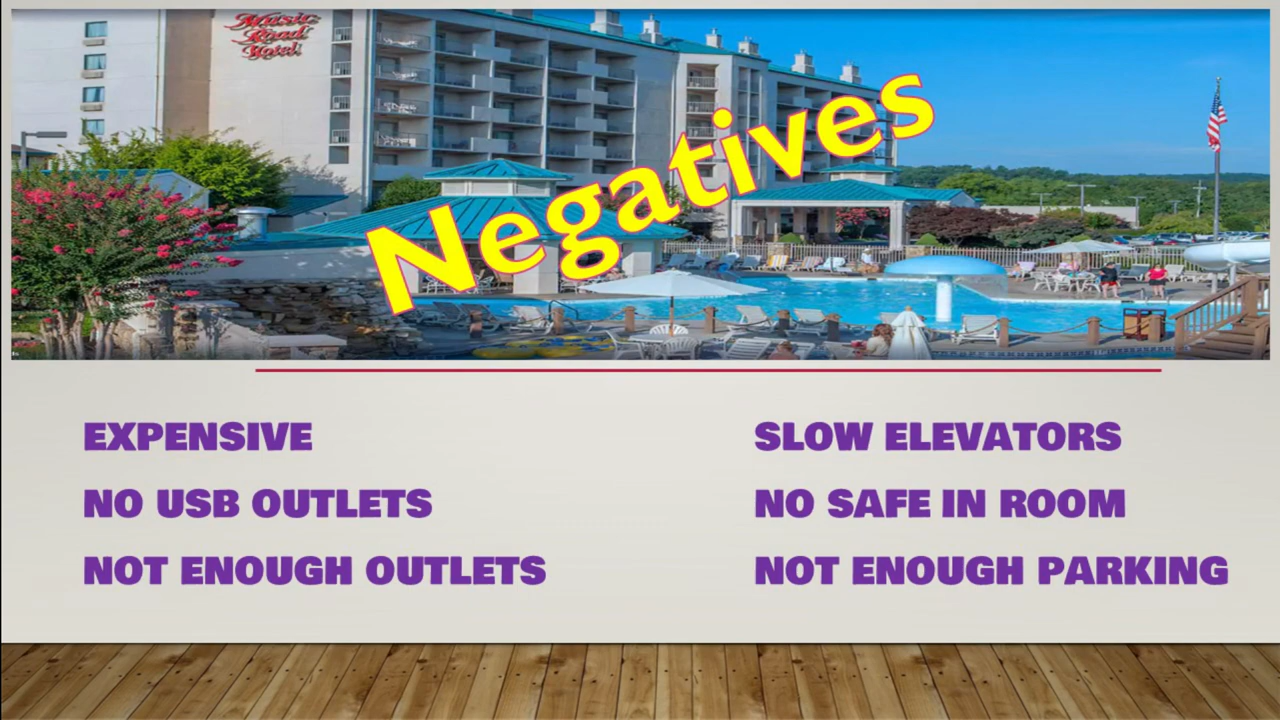 Music
Road
Hotel
Negatives
EXPENSIVE
NO USB OUTLETS
NOT ENOUGH OUTLETS
SLOW ELEVATORS
NO SAFE IN ROOM
NOT ENOUGH PARKING